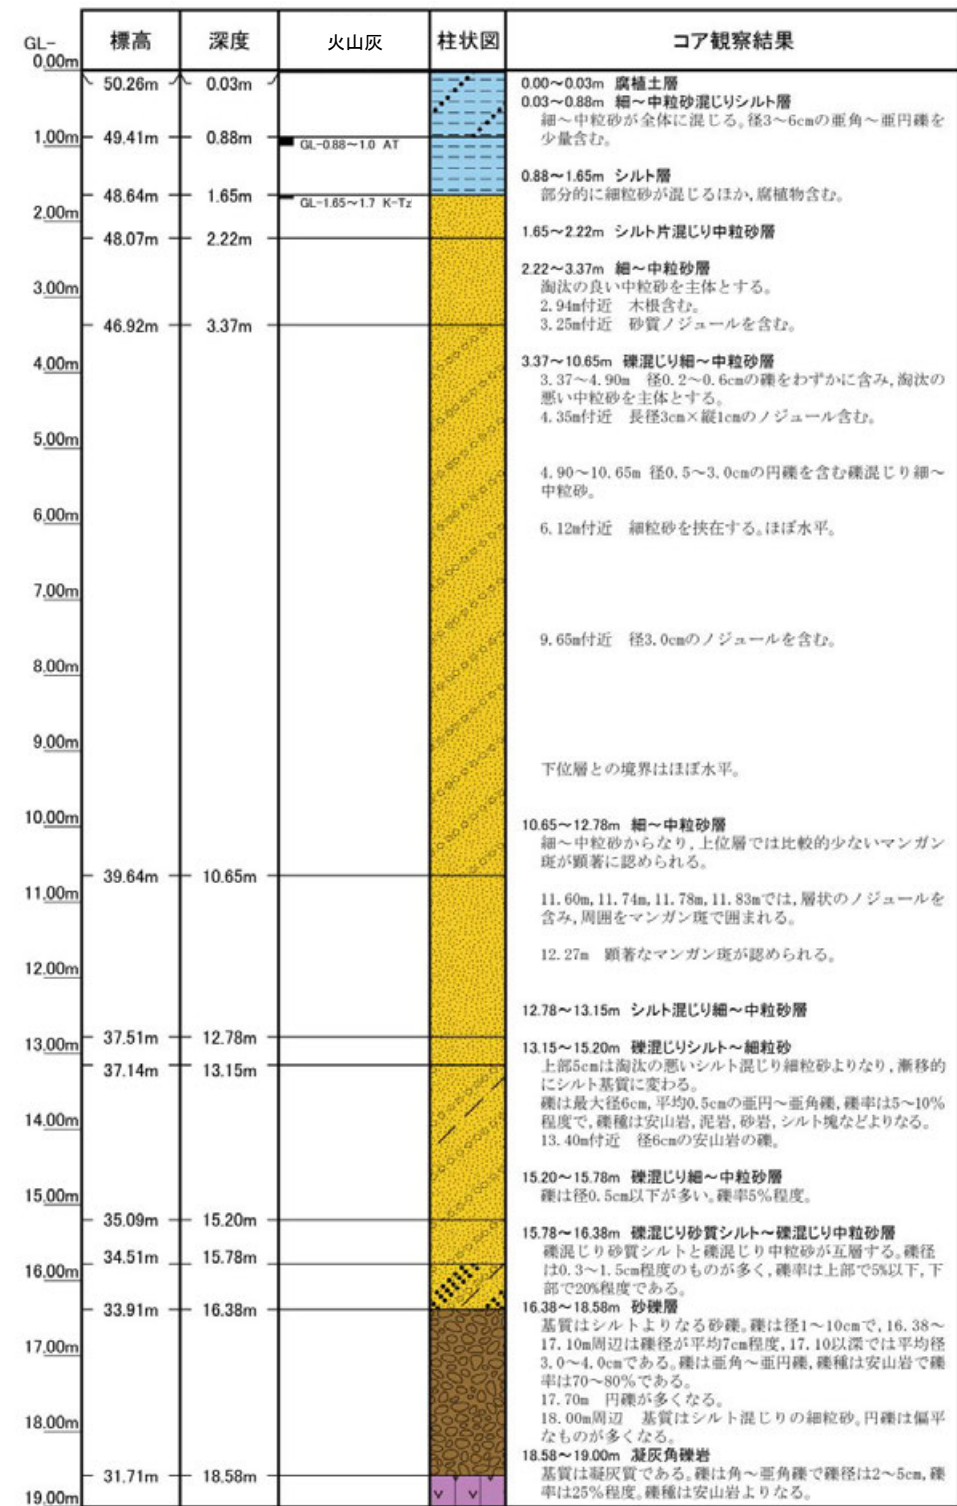 GL-
標高 深度 火山灰 柱状図 コア観察結果
0.00m
50.26m 0.03m
0.00～0.03m 腐植土層
0.03～0.88m 細～中粒砂混じりシルト層
細～中粒砂が全体に混じる。径3～6cmの亜角～亜円礫を
少量含む。
1.00m
49.41m 0.88m
GL-0.88～1.0 AT
0.88～1.65m シルト層
部分的に細粒砂が混じるほか,腐植物含む。
48.64m 1.65m
GL-1.65～1.7 K-Tz
2.00m
1.65～2.22m シルト片混じり中粒砂層
48.07m 2.22m
2.22～3.37m 細～中粒砂層
淘汰の良い中粒砂を主体とする。
3.00m
2.94m付近 木根含む。
46.92m 3.37m
3.25m付近 砂質ノジュールを含む。
4.00m
3.37～10.65m 礫混じり細～中粒砂層
3.37～4.90m 径0.2～0.6cmの礫をわずかに含み,淘汰の
悪い中粒砂を主体とする。
4.35m付近 長径3cm×縦1cmのノジュール含む。
5.00m
4.90～10.65m 径0.5～3.0cmの円礫を含む礫混じり細～
中粒砂。
6.00m
6.12m付近 細粒砂を挟在する。ほぼ水平。
7.00m
9.65m付近 径3.0cmのノジュールを含む。
8.00m
9.00m
下位層との境界はほぼ水平。
10.00m
10.65～12.78m 細～中粒砂層
細～中粒砂からなり,上位層では比較的少ないマンガン
斑が顕著に認められる。
39.64m 10.65m
11.00m
11.60m,11.74m,11.78m,11.83mでは,層状のノジュールを
含み,周囲をマンガン斑で囲まれる。
12.27m 顕著なマンガン斑が認められる。
12.00m
12.78～13.15m シルト混じり細～中粒砂層
37.51m 12.78m
13.00m
13.15～15.20m 礫混じりシルト～細粒砂
上部5cmは淘汰の悪いシルト混じり細粒砂よりなり,漸移的
にシルト基質に変わる。
37.14m 13.15m
礫は最大径6cm,平均0.5cmの亜円～亜角礫,礫率は5～10%
程度で,礫種は安山岩,泥岩,砂岩,シルト塊などよりなる。
14.00m
13.40m付近 径6cmの安山岩の礫。
15.20～15.78m 礫混じり細～中粒砂層
礫は径0.5cm以下が多い。礫率5%程度。
15.00m
35.09m 15.20m
15.78～16.38m 礫混じり砂質シルト～礫混じり中粒砂層
礫混じり砂質シルトと礫混じり中粒砂が互層する。礫径
34.51m 15.78m
は0.3～1.5cm程度のものが多く,礫率は上部で5%以下,下
部で20%程度である。
16.00m
33.91m 16.38m
16.38～18.58m 砂礫層
基質はシルトよりなる砂礫。礫は径1～10cmで,16.38～
17.10m周辺は礫径が平均7cm程度,17.10以深では平均径
3.0～4.0cmである。礫は亜角～亜円礫,礫種は安山岩で礫
率は70～80%である。
17.00m
17.70m 円礫が多くなる。
18.00m周辺 基質はシルト混じりの細粒砂。円礫は偏平
なものが多くなる。
18.00m
18.58～19.00m 凝灰角礫岩
31.71m 18.58m
基質は凝灰質である。礫は角～亜角礫で礫径は2～5cm,礫
率は25%程度。礫種は安山岩よりなる。
19.00m